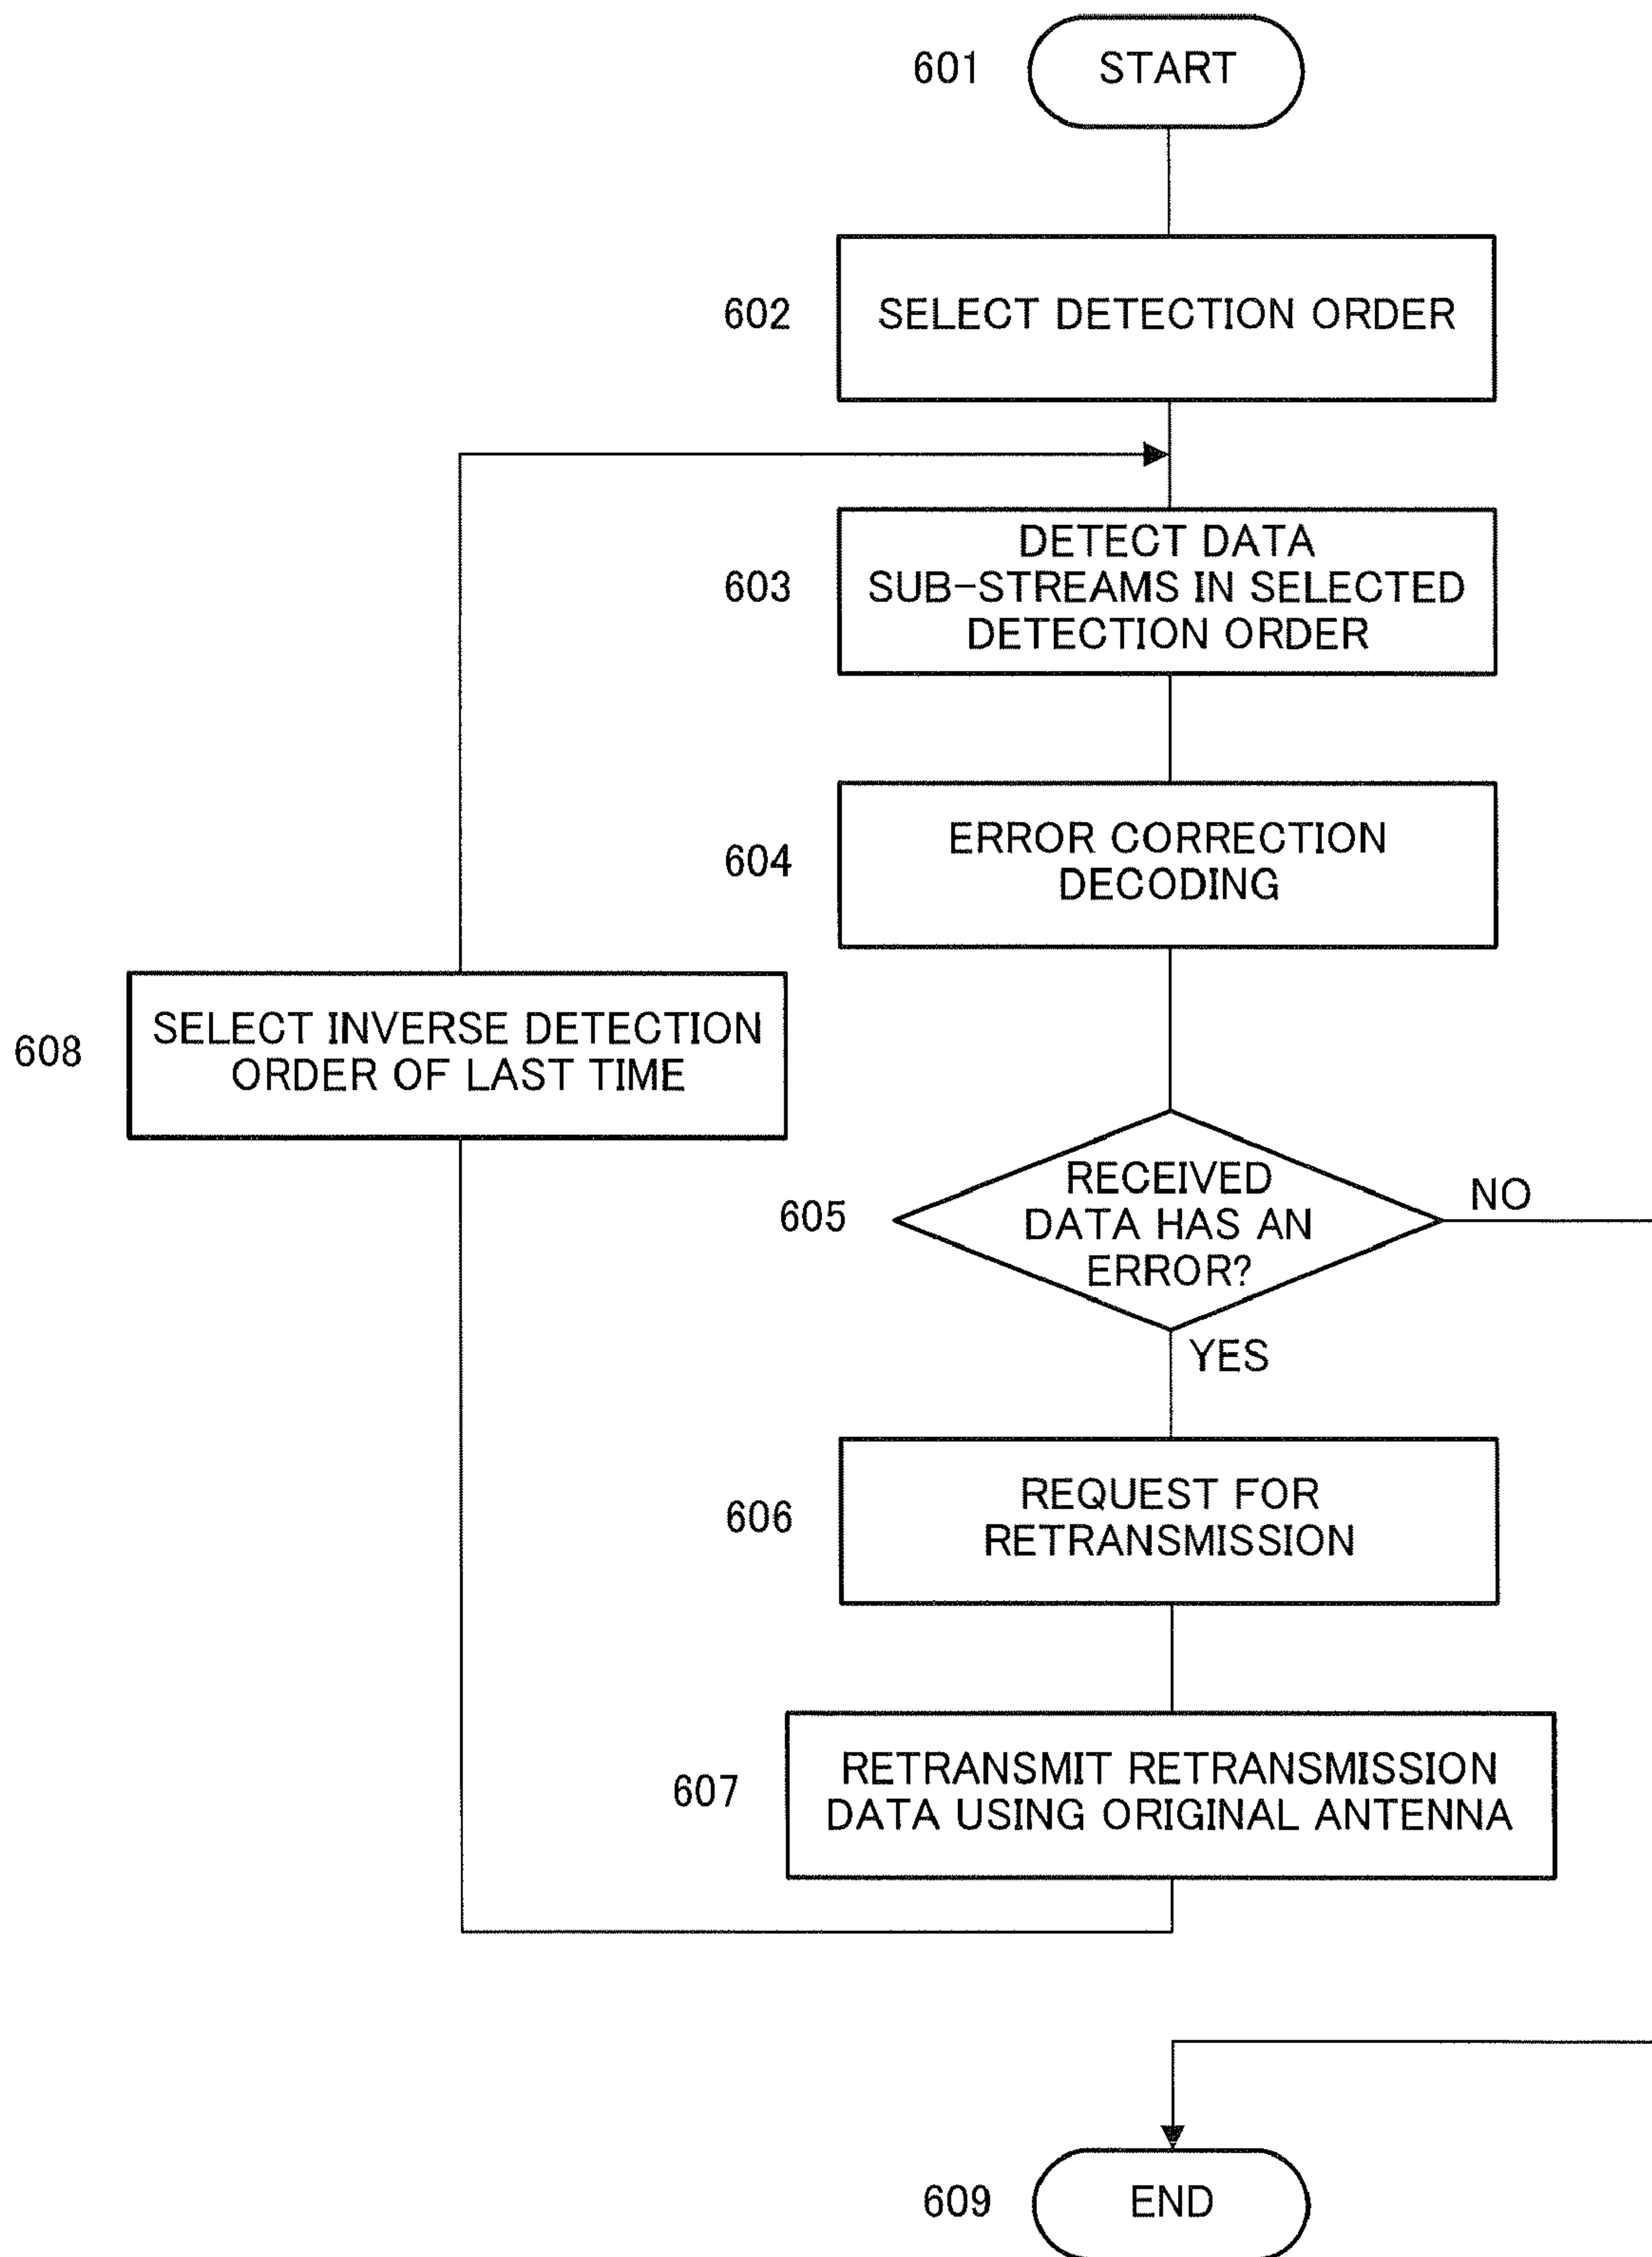 601
START
602
SELECT DETECTION ORDER
603
DETECT DATA
SUB-STREAMS IN SELECTED
DETECTION ORDER
604
ERROR CORRECTION
DECODING
608
SELECT INVERSE DETECTION
ORDER OF LAST TIME
605
RECEIVED
DATA HAS AN
ERROR?
NO
YES
606
REQUEST FOR
RETRANSMISSION
607
RETRANSMIT RETRANSMISSION
DATA USING ORIGINAL ANTENNA
609
END